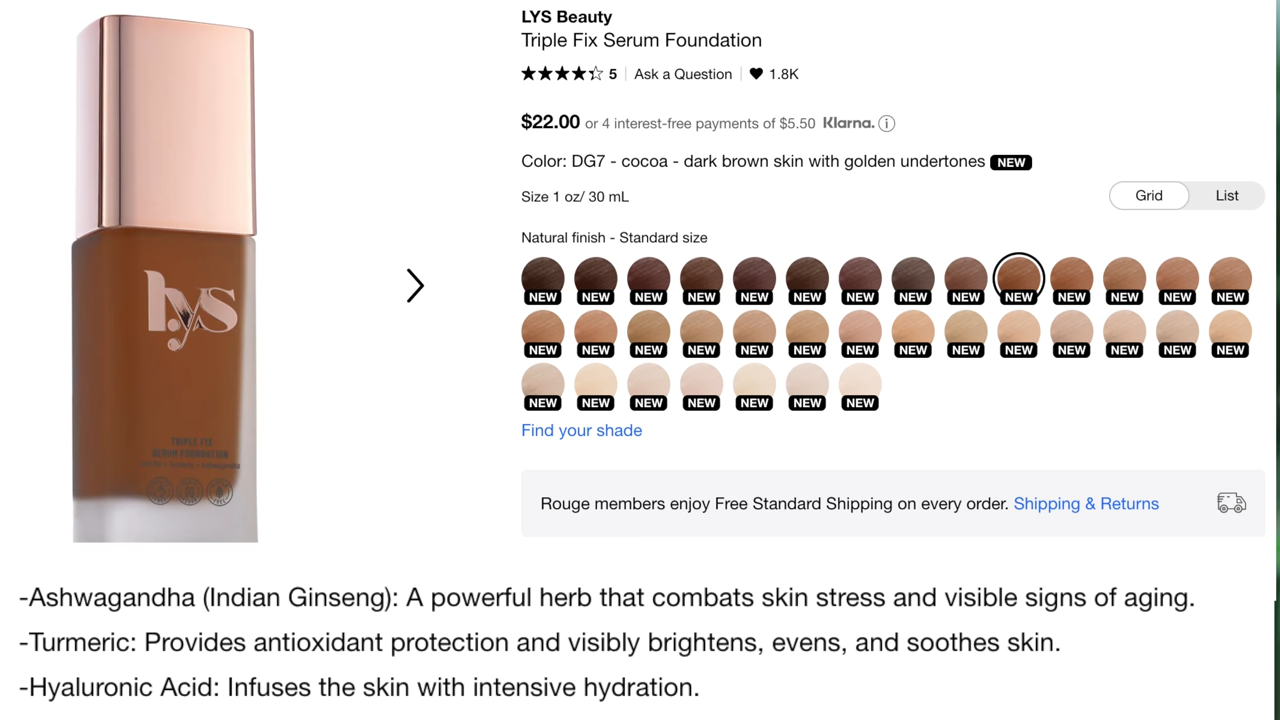 LYS Beauty
Triple Fix Serum Foundation
5 Ask a Question 1.8K
$22.00 or 4 interest-free payments of $5.50 Klarna.
Color: DG7 - cocoa - dark brown skin with golden undertones NEW
Size 1 oz/ 30 mL
Grid List
Natural finish - Standard size
NEW NEW NEW NEW NEW NEW NEW NEW NEW NEW NEW NEW NEW NEW
NEW NEW NEW NEW NEW NEW NEW NEW NEW NEW NEW NEW NEW NEW
NEW NEW NEW NEW NEW NEW NEW
Find your shade
Rouge members enjoy Free Standard Shipping on every order. Shipping & Returns
lys
TRIPLE FIX
SERUM FOUNDATION
-Ashwagandha (Indian Ginseng): A powerful herb that combats skin stress and visible signs of aging.
-Turmeric: Provides antioxidant protection and visibly brightens, evens, and soothes skin.
-Hyaluronic Acid: Infuses the skin with intensive hydration.